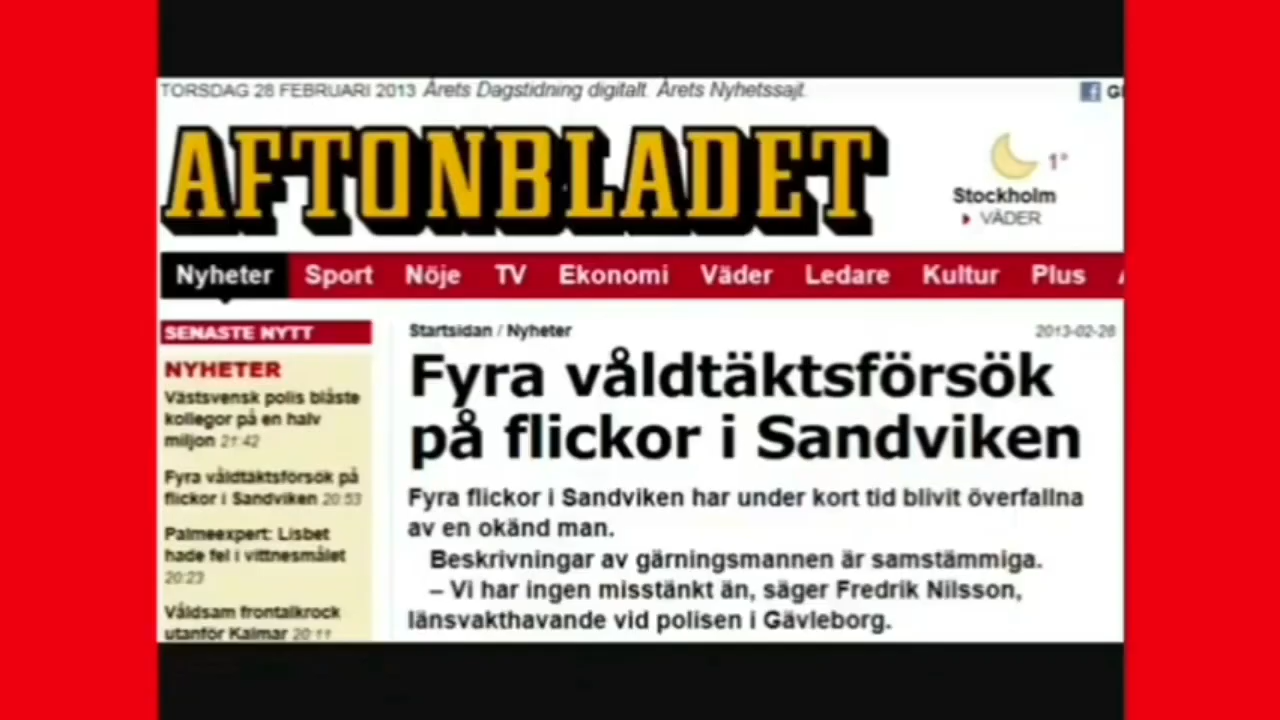 TORSDAG 28 FEBRUARI 2013 Årets Dagstidning digitalt. Årets Nyhetssajt.
AFTONBLADET
1°
Stockholm
VÄDER
Nyheter Sport Nöje TV Ekonomi Väder Ledare Kultur Plus
SENASTE NYTT
NYHETER
Västsvensk polis blåste
kollegor på en halv
miljon 21:42
Fyra våldtäktsförsök på
flickor i Sandviken 20:53
Palmeexpert: Lisbet
hade fel i vittnesmålet
20:23
Våldsam frontalkrock
utanför Kalmar 20:11
Startsidan / Nyheter
2013-02-28
Fyra våldtäktsförsök
på flickor i Sandviken
Fyra flickor i Sandviken har under kort tid blivit överfallna
av en okänd man.
Beskrivningar av gärningsmannen är samstämmiga.
– Vi har ingen misstänkt än, säger Fredrik Nilsson,
länsvakthavande vid polisen i Gävleborg.